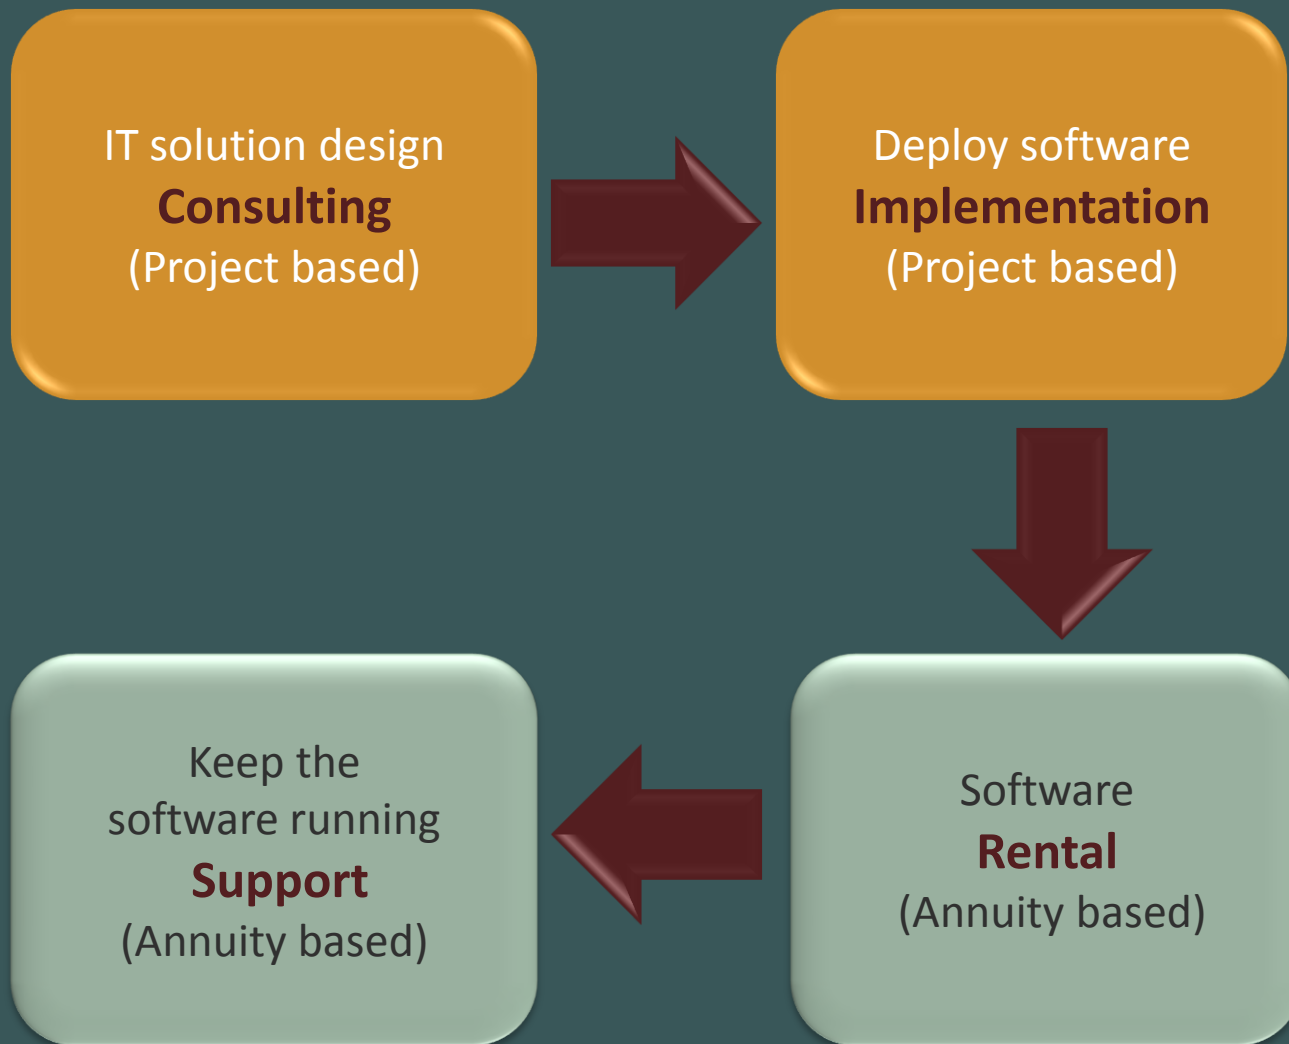 IT solution design
Consulting
(Project based)
Deploy software
Implementation
(Project based)
Software
Rental
(Annuity based)
Keep the
software running
Support
(Annuity based)